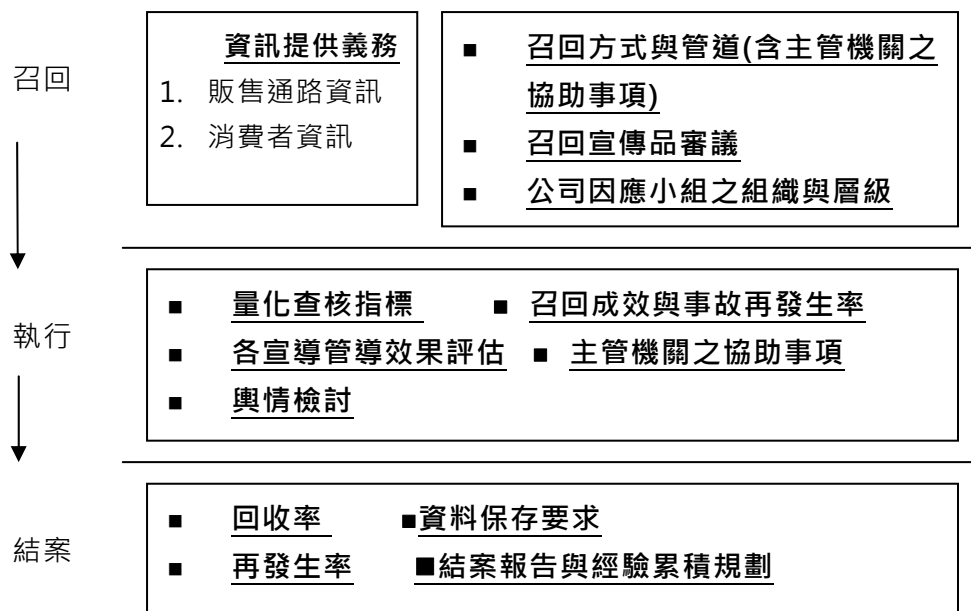 召回
資訊提供義務
1. 販售通路資訊
2. 消費者資訊
■ 召回方式與管道(含主管機關之
協助事項)
■ 召回宣傳品審議
■ 公司因應小組之組織與層級
執行
■ 量化查核指標 ■ 召回成效與事故再發生率
■ 各宣導管導效果評估 ■ 主管機關之協助事項
■ 輿情檢討
結案
■ 回收率 ■資料保存要求
■ 再發生率 ■結案報告與經驗累積規劃